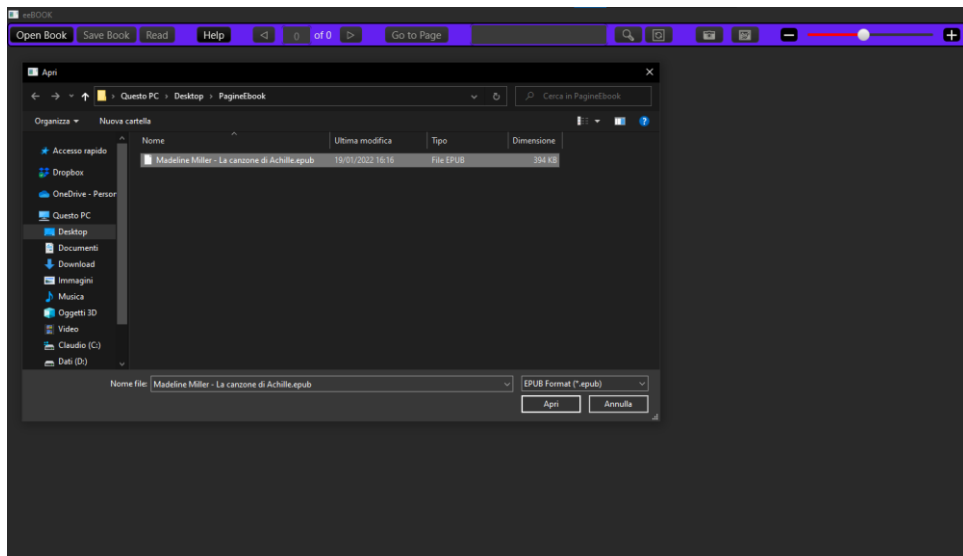 eeBOOK
Open Book Save Book Read Help 0 of 0 Go to Page
Apri
Questo PC › Desktop › PagineEbook Cerca in PagineEbook
Organizza Nuova cartella
Nome Ultima modifica Tipo Dimensione
Madeline Miller - La canzone di Achille.epub 19/01/2022 16:16 File EPUB 394 KB
Accesso rapido
Dropbox
OneDrive - Person
Questo PC
Desktop
Documenti
Download
Immagini
Musica
Oggetti 3D
Video
Claudio (C:)
Dati (D:)
Nome file: Madeline Miller - La canzone di Achille.epub EPUB Format (*.epub)
Apri Annulla